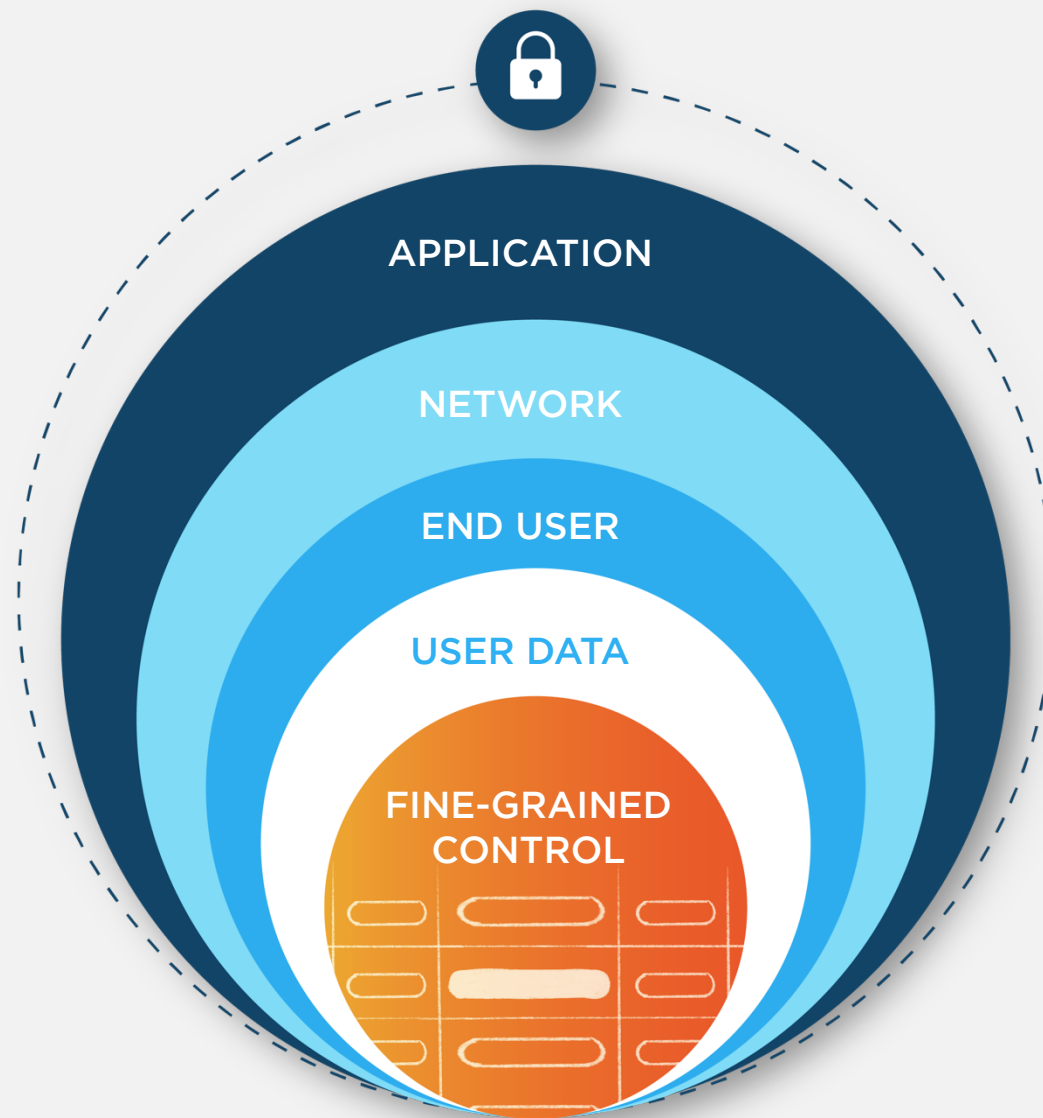 APPLICATION
NETWORK
END USER
USER DATA
FINE-GRAINED
CONTROL